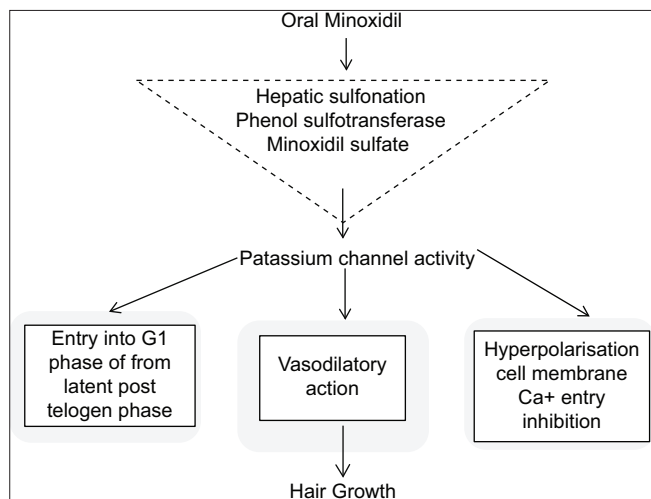 Oral Minoxidil
Hepatic sulfonation
Phenol sulfotransferase
Minoxidil sulfate
Patassium channel activity
Entry into G1
phase of from
latent post
telogen phase
Vasodilatory
action
Hyperpolarisation
cell membrane
Ca+ entry
inhibition
Hair Growth